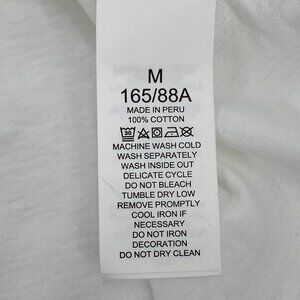 M
165/88A
MADE IN PERU
100% COTTON
MACHINE WASH COLD
WASH SEPARATELY
WASH INSIDE OUT
DELICATE CYCLE
DO NOT BLEACH
TUMBLE DRY LOW
REMOVE PROMPTLY
COOL IRON IF
NECESSARY
DO NOT IRON
DECORATION
DO NOT DRY CLEAN